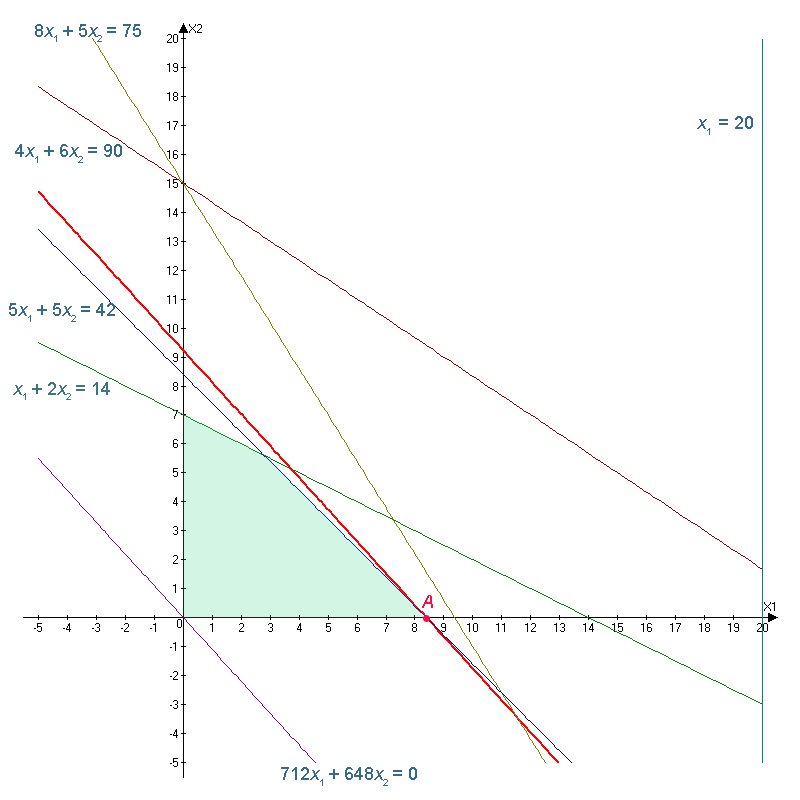 8x₁ + 5x₂ = 75
X2
20
19
18
17
x₁ = 20
16
4x₁ + 6x₂ = 90
15
14
13
12
11
5x₁ + 5x₂ = 42
10
9
8
x₁ + 2x₂ = 14
7
6
5
4
3
2
1
A
X1
-5 -4 -3 -2 -1 0 1 2 3 4 5 6 7 8 9 10 11 12 13 14 15 16 17 18 19 20
-1
-2
-3
-4
-5
712x₁ + 648x₂ = 0